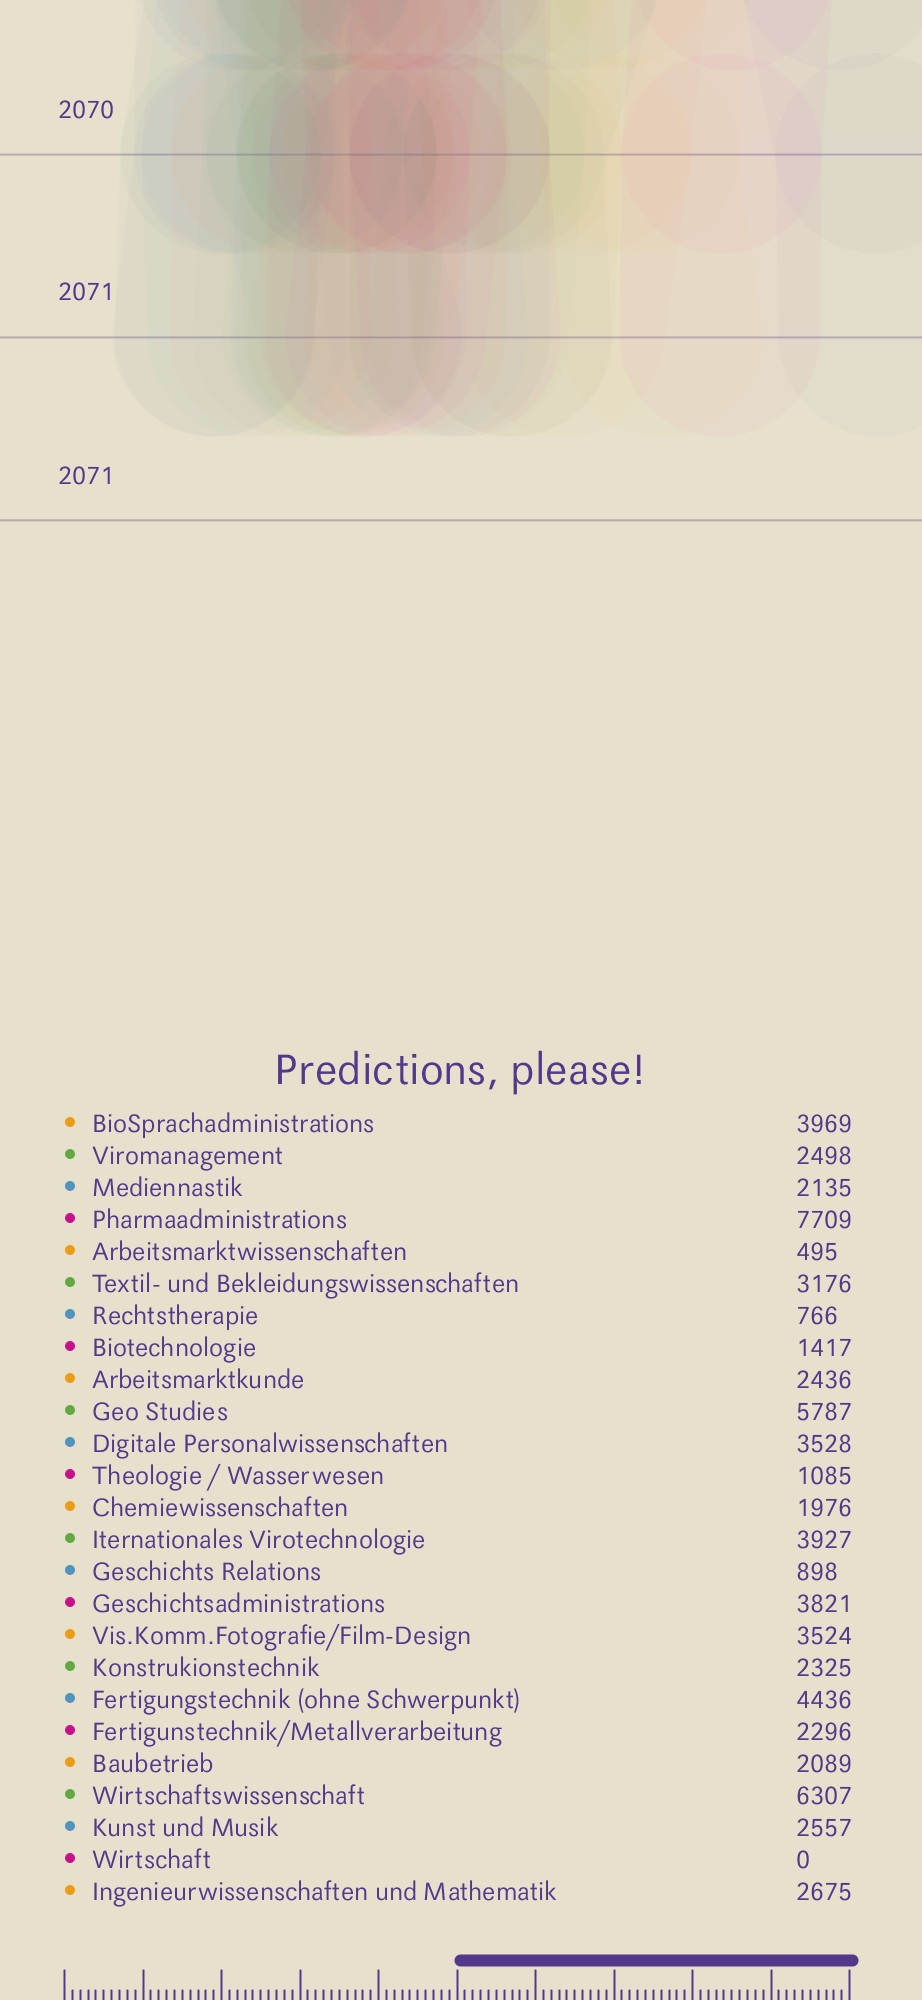 2070
2071
2071
Predictions, please!
BioSprachadministrations 3969
Viromanagement 2498
Mediennastik 2135
Pharmaadministrations 7709
Arbeitsmarktwissenschaften 495
Textil- und Bekleidungswissenschaften 3176
Rechtstherapie 766
Biotechnologie 1417
Arbeitsmarktkunde 2436
Geo Studies 5787
Digitale Personalwissenschaften 3528
Theologie / Wasserwesen 1085
Chemiewissenschaften 1976
Iternationales Virotechnologie 3927
Geschichts Relations 898
Geschichtsadministrations 3821
Vis.Komm.Fotografie/Film-Design 3524
Konstrukionstechnik 2325
Fertigungstechnik (ohne Schwerpunkt) 4436
Fertigunstechnik/Metallverarbeitung 2296
Baubetrieb 2089
Wirtschaftswissenschaft 6307
Kunst und Musik 2557
Wirtschaft 0
Ingenieurwissenschaften und Mathematik 2675